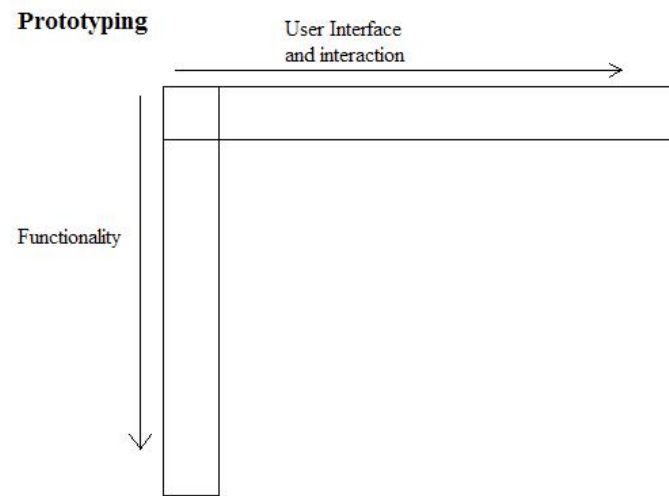 Prototyping
User Interface
and interaction
Functionality